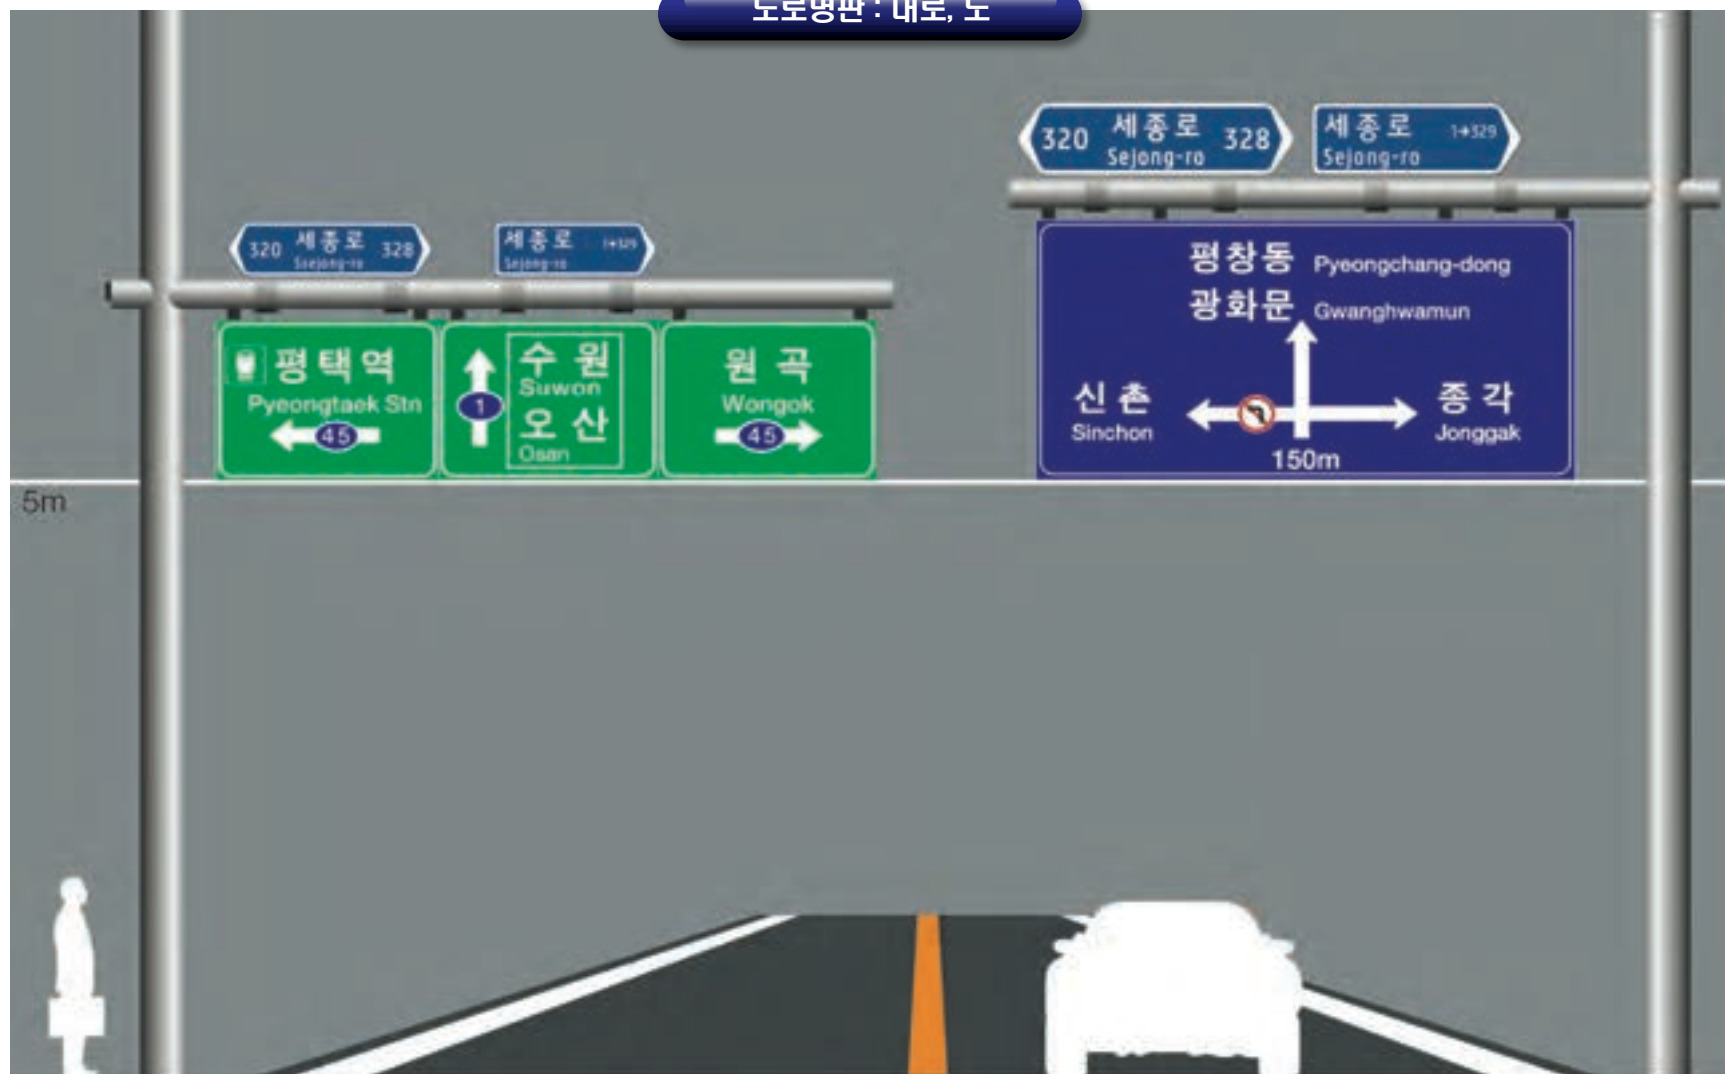 도로명판 : 대로, 로
320 세종로 328
Sejong-ro
세종로 1→329
Sejong-ro
320 세종로 328
Ssejong-ro
세종로 1→329
Sejong-ro
평창동 Pyeongchang-dong
광화문 Gwanghwamun
신촌
Sinchon
종각
Jonggak
150m
평택역
Pyeongtaek Stn
45
1
수원
Suwon
오산
Osan
원곡
Wongok
45
5m